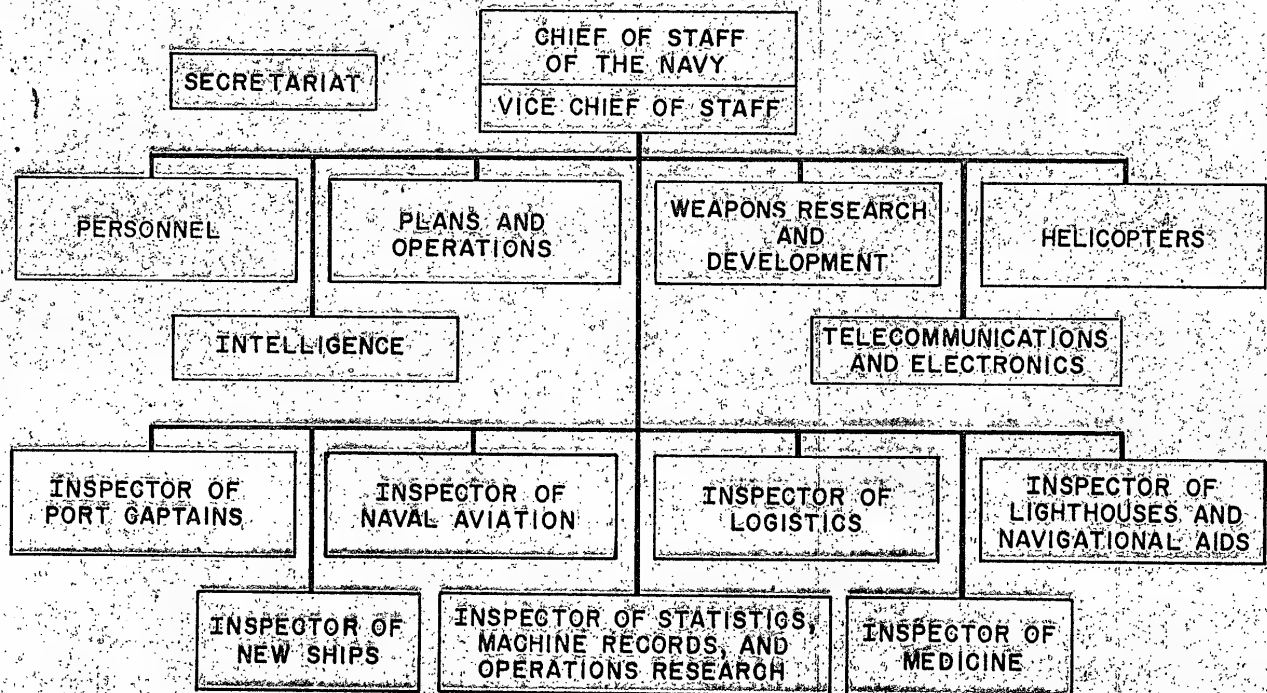 CHIEF OF STAFF
OF THE NAVY
SECRETARIAT
VICE CHIEF OF STAFF
PERSONNEL
PLANS AND
OPERATIONS
WEAPONS RESEARCH
AND
DEVELOPMENT
HELICOPTERS
INTELLIGENCE
TELECOMMUNICATIONS
AND ELECTRONICS
INSPECTOR OF
PORT CAPTAINS
INSPECTOR OF
NAVAL AVIATION
INSPECTOR OF
LOGISTICS
INSPECTOR OF
LIGHTHOUSES AND
NAVIGATIONAL AIDS
INSPECTOR OF
NEW SHIPS
INSPECTOR OF STATISTICS,
MACHINE RECORDS, AND
OPERATIONS RESEARCH
INSPECTOR OF
MEDICINE